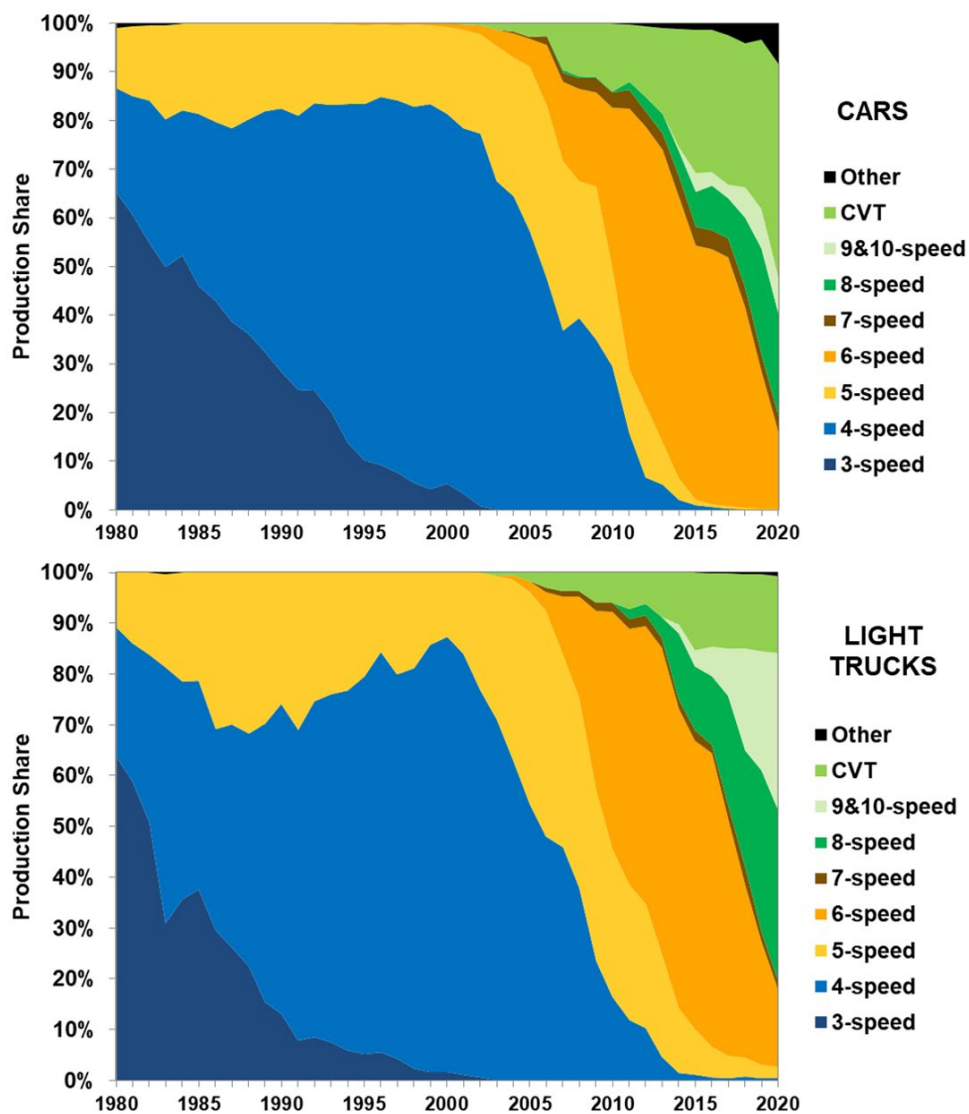 100%
90%
80%
70%
60%
50%
40%
30%
20%
10%
0%
Production Share
1980 1985 1990 1995 2000 2005 2010 2015 2020
CARS
Other
CVT
9&10-speed
8-speed
7-speed
6-speed
5-speed
4-speed
3-speed
100%
90%
80%
70%
60%
50%
40%
30%
20%
10%
0%
Production Share
1980 1985 1990 1995 2000 2005 2010 2015 2020
LIGHT
TRUCKS
Other
CVT
9&10-speed
8-speed
7-speed
6-speed
5-speed
4-speed
3-speed